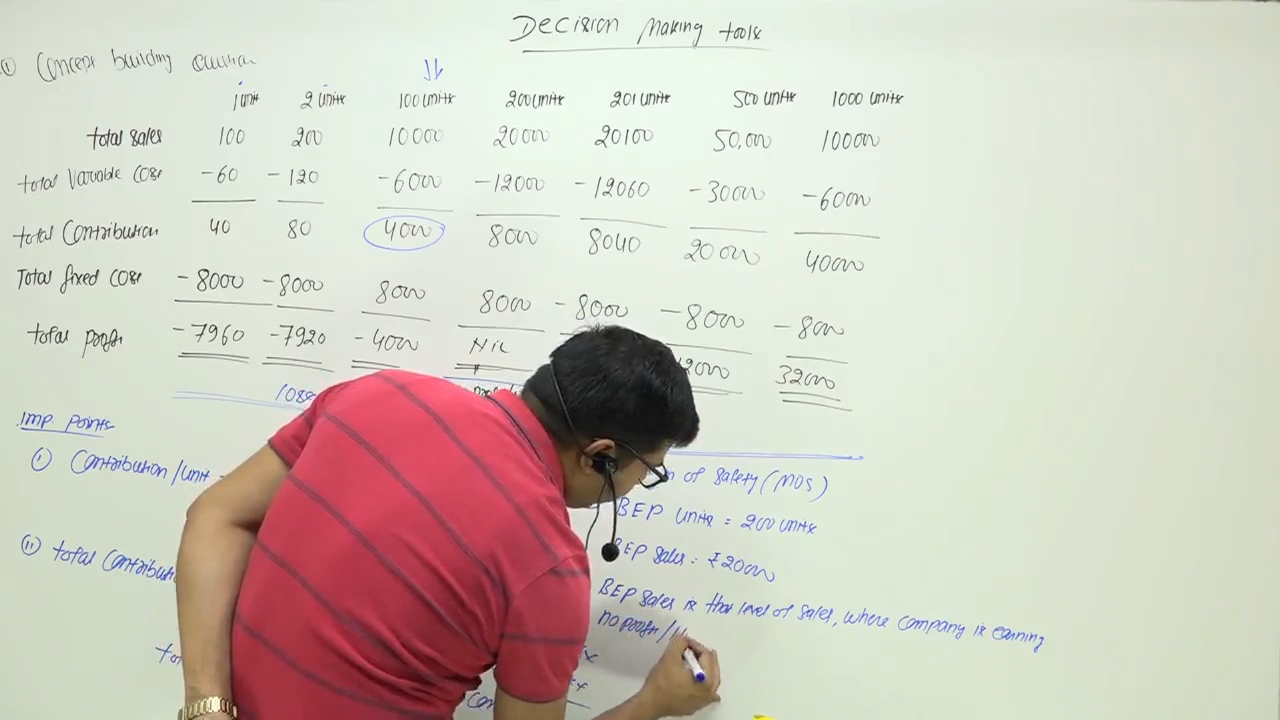 Decision Making tools
① Concept building
1 unit 2 units 100 units 200 units 201 units 500 units 1000 units
total sales 100 200 10000 20000 20100 50,000 100000
total Variable cost -60 -120 -6000 -12000 -12060 -30000 -60000
total Contribution 40 80 4000 8000 8040 20000 40000
Total fixed cost -8000 -8000 8000 8000 -8000 -8000 -8000
total profit -7960 -7920 -4000 Nil 2000 32000
Imp points
(i) Contribution/unit
of Safety (MOS)
BEP units = 200 units
BEP sales = ₹20000
(ii) total
BEP sales is that level of sales, where company is earning
no profit/